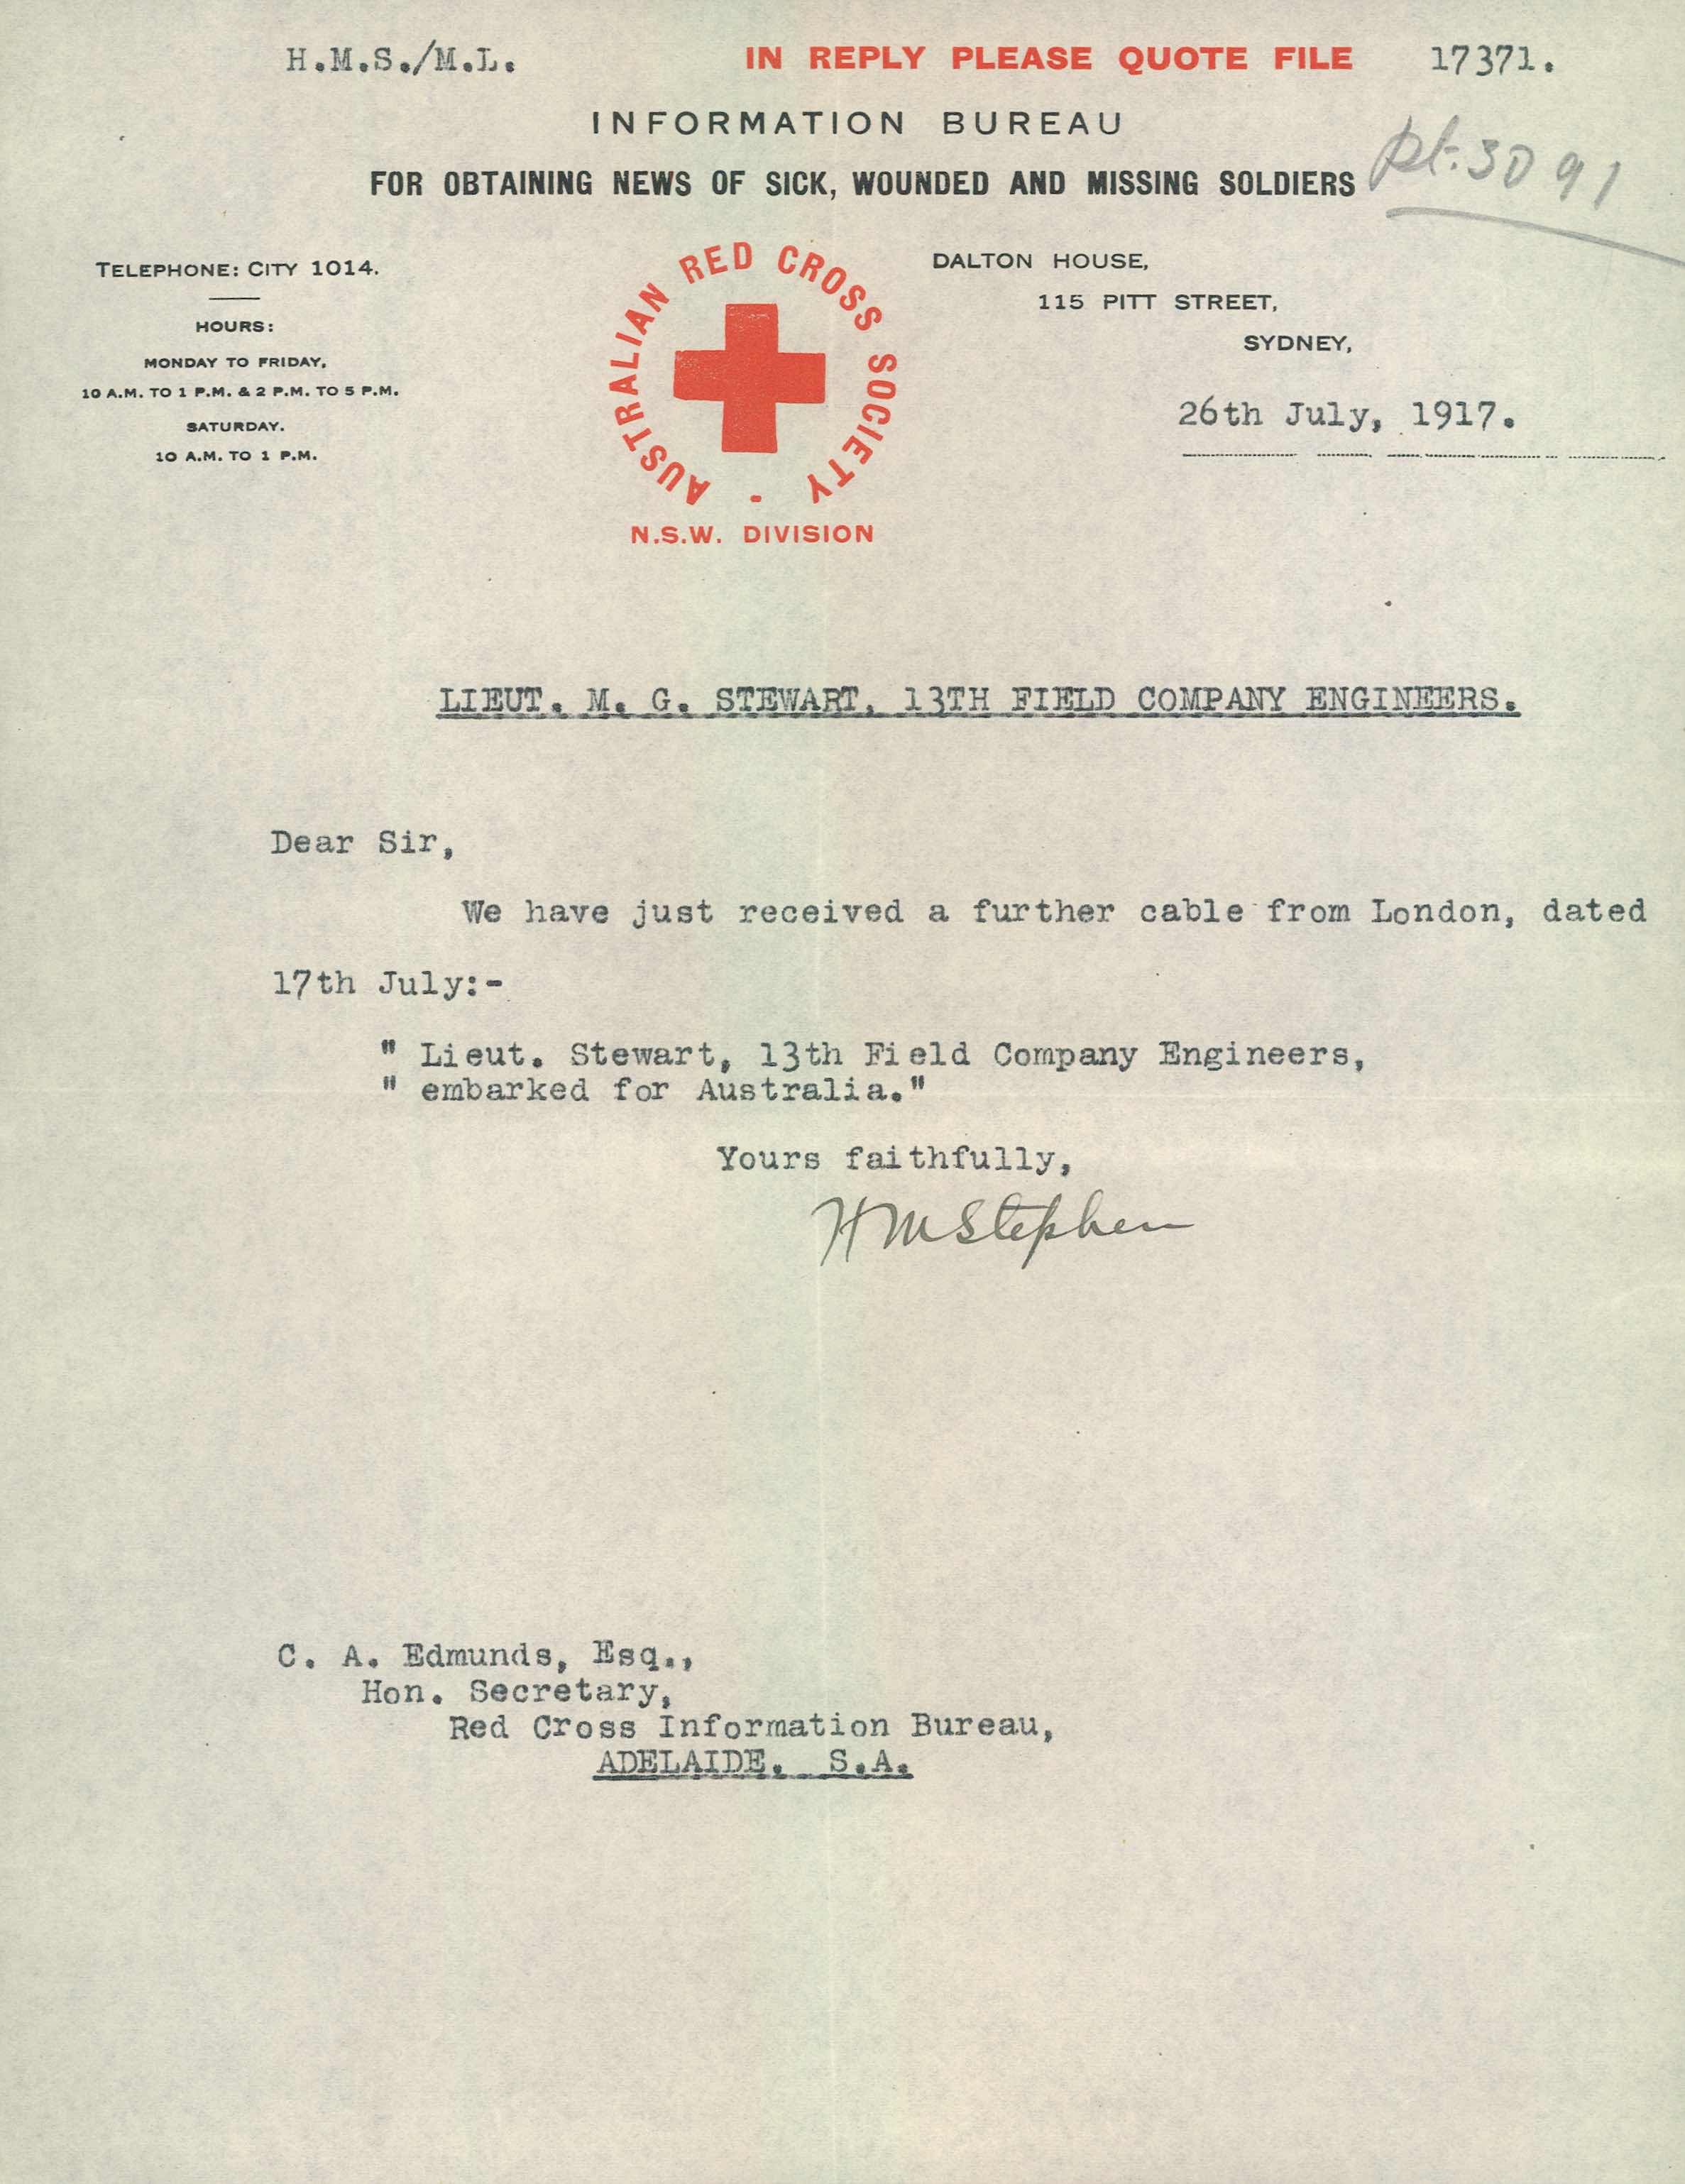 H.M.S./M.L. IN REPLY PLEASE QUOTE FILE 17371.
INFORMATION BUREAU
FOR OBTAINING NEWS OF SICK, WOUNDED AND MISSING SOLDIERS
3091
TELEPHONE: CITY 1014.
HOURS:
MONDAY TO FRIDAY,
10 A.M. TO 1 P.M. & 2 P.M. TO 5 P.M.
SATURDAY.
10 A.M. TO 1 P.M.
AUSTRALIAN RED CROSS SOCIETY -
N.S.W. DIVISION
DALTON HOUSE,
115 PITT STREET,
SYDNEY,
26th July, 1917.
LIEUT. M. G. STEWART, 13TH FIELD COMPANY ENGINEERS.
Dear Sir,
We have just received a further cable from London, dated
17th July:-
" Lieut. Stewart, 13th Field Company Engineers,
" embarked for Australia."
Yours faithfully,
HMStephen
C. A. Edmunds, Esq.,
Hon. Secretary,
Red Cross Information Bureau,
ADELAIDE. S.A.